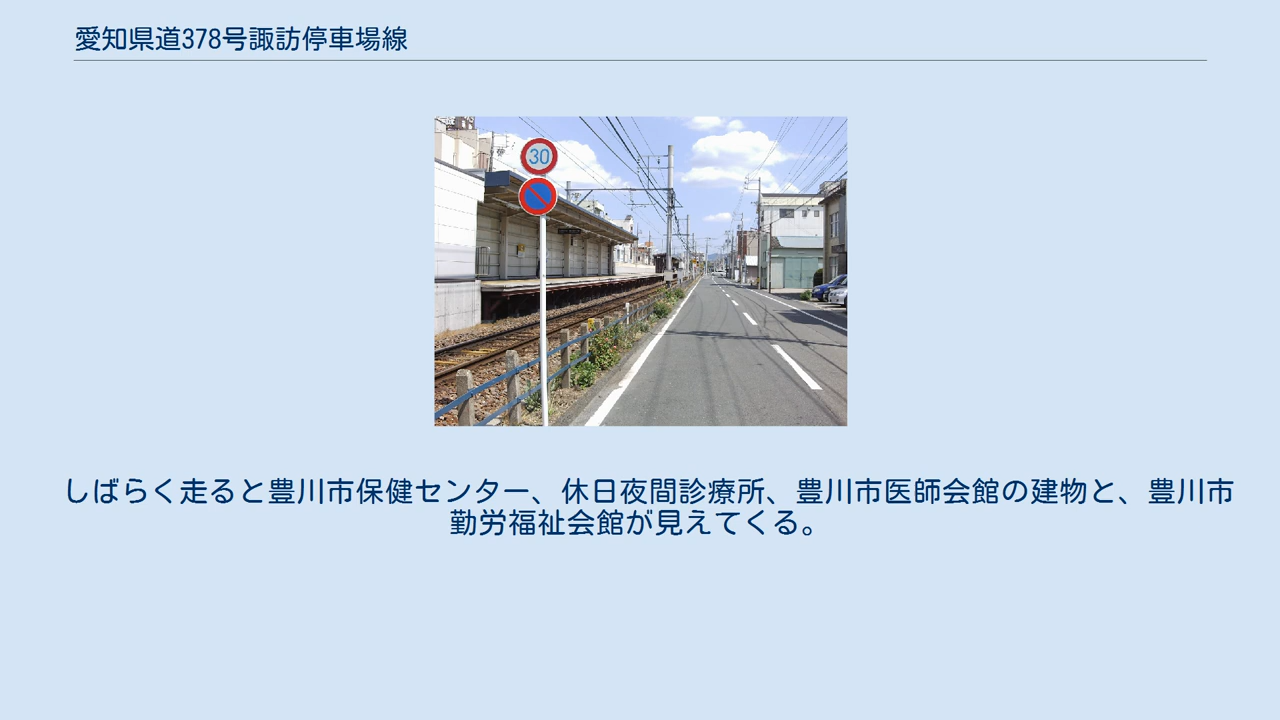 愛知県道378号諏訪停車場線
30
しばらく走ると豊川市保健センター、休日夜間診療所、豊川市医師会館の建物と、豊川市
勤労福祉会館が見えてくる。